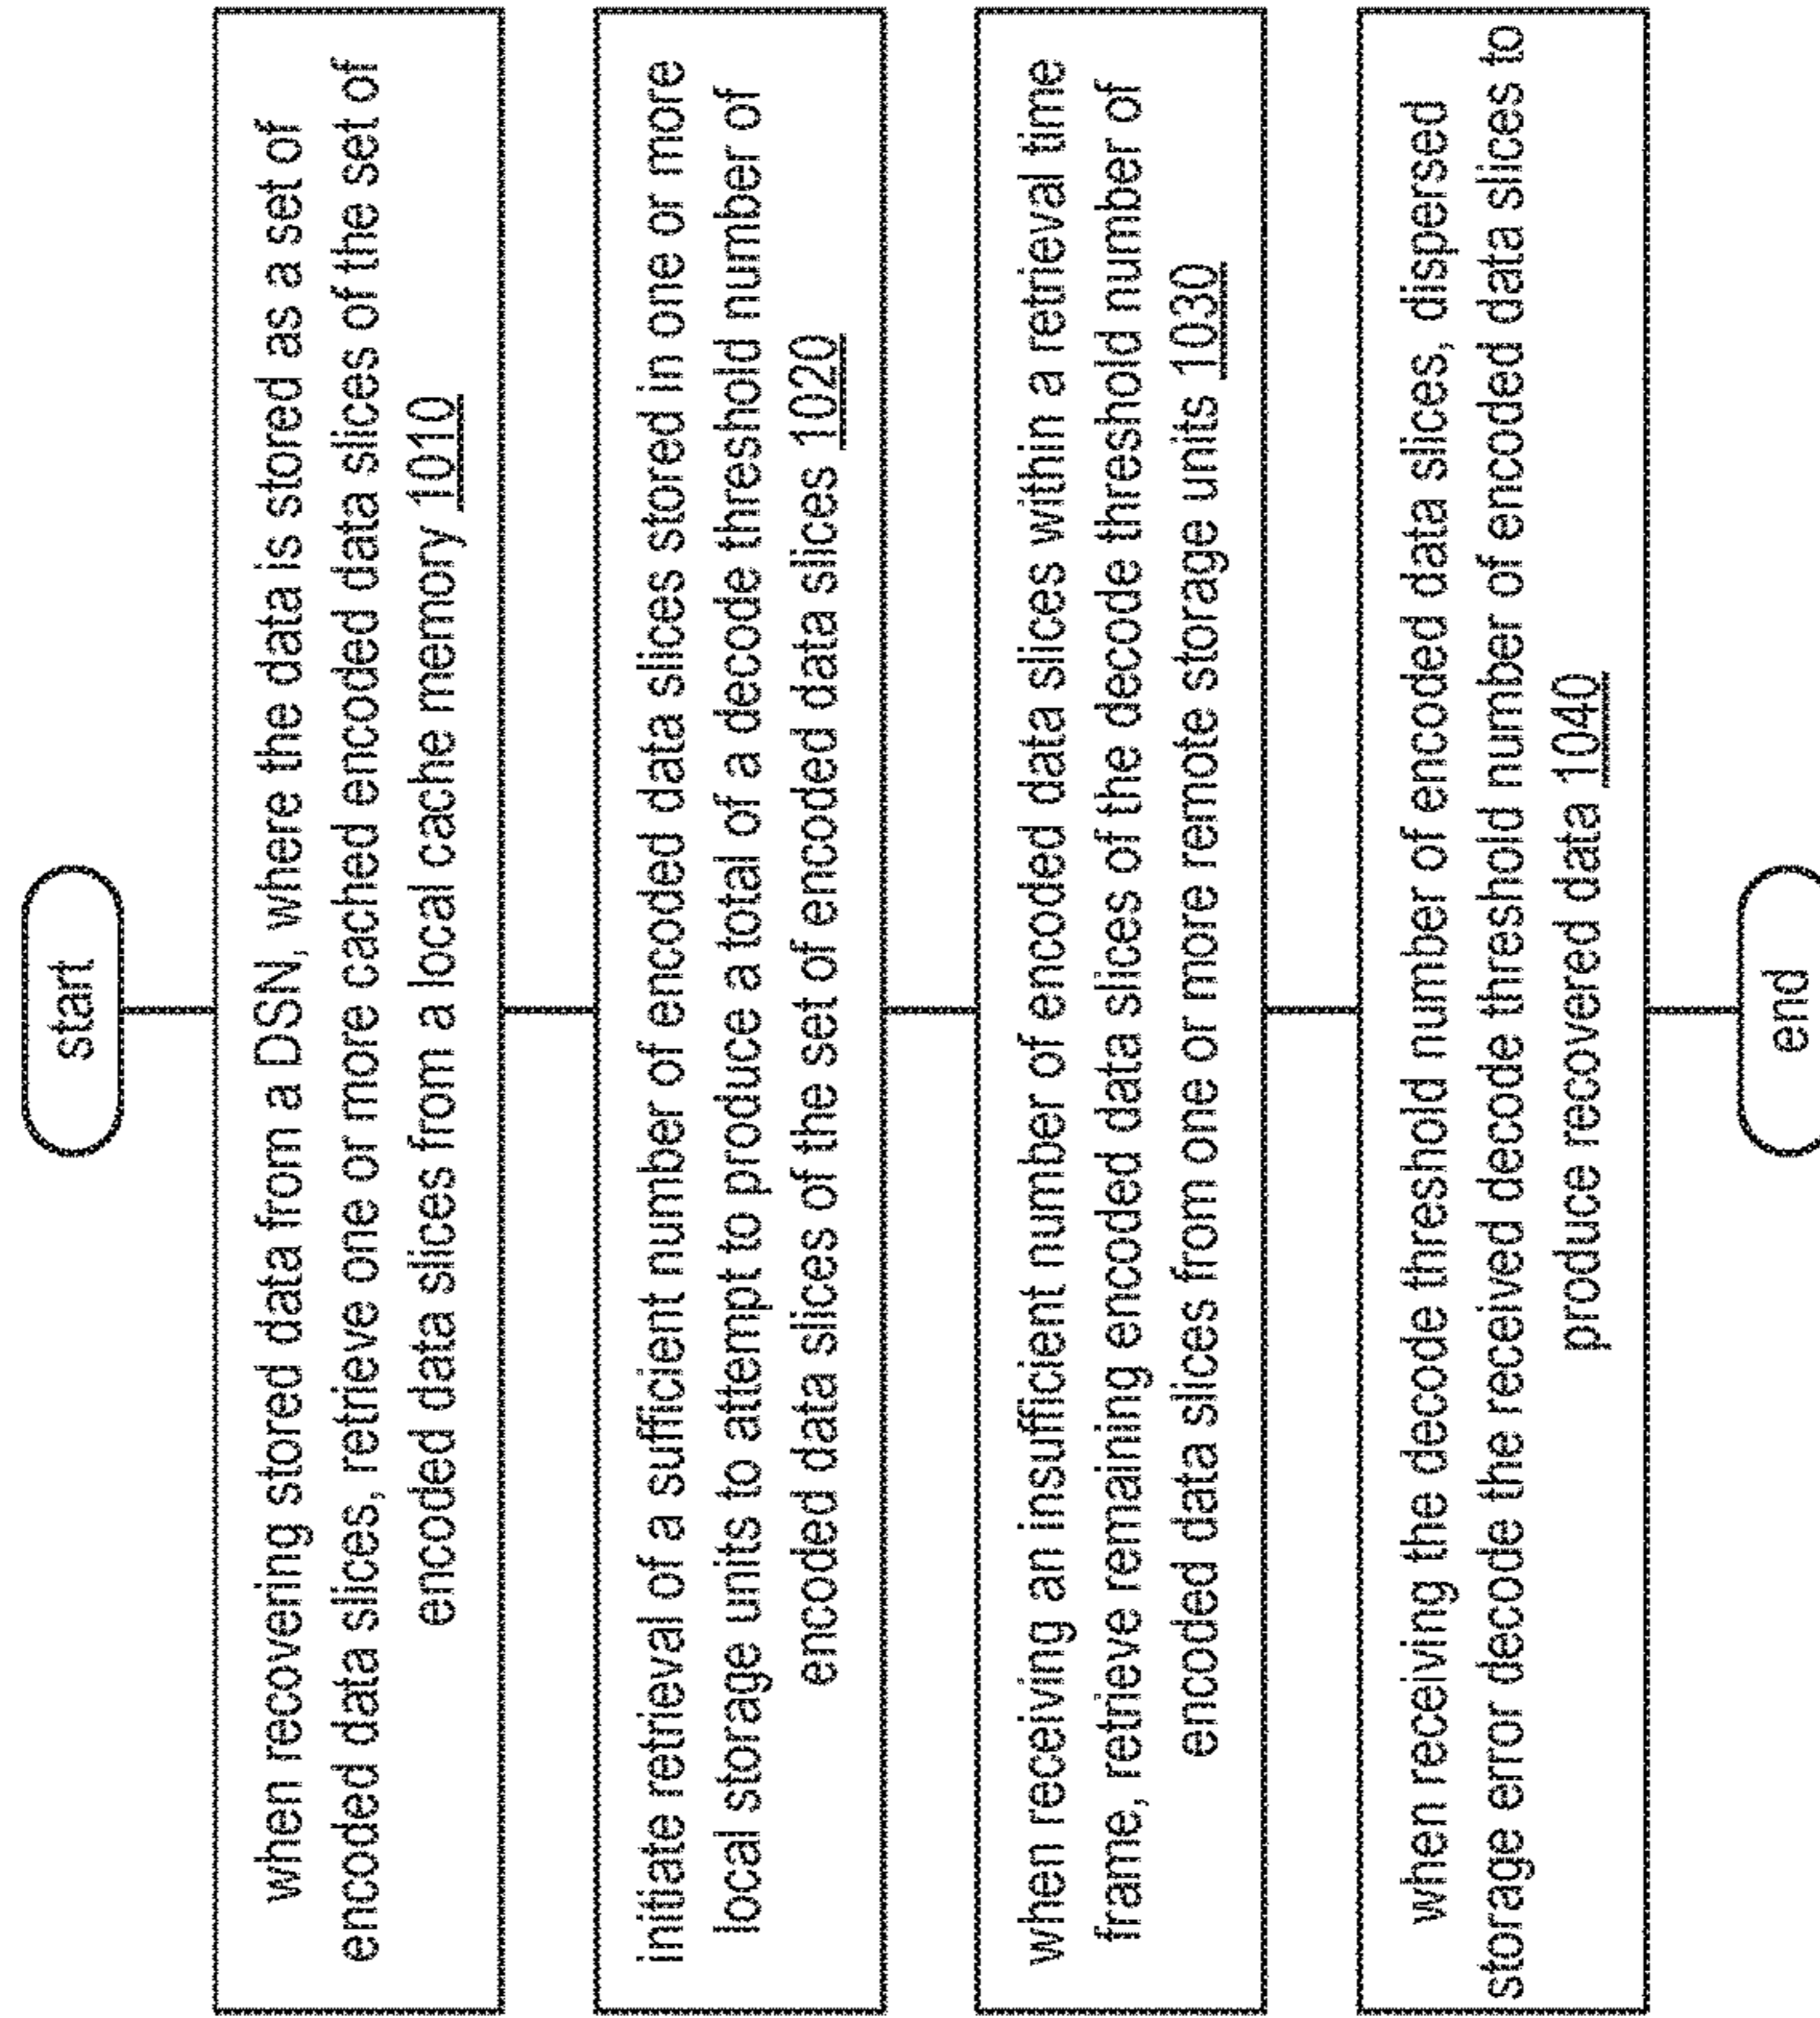 start
when recovering stored data from a DSN, where the data is stored as a set of
encoded data slices, retrieve one or more cached encoded data slices of the set of
encoded data slices from a local cache memory 1010
initiate retrieval of a sufficient number of encoded data slices stored in one or more
local storage units to attempt to produce a total of a decode threshold number of
encoded data slices of the set of encoded data slices 1020
when receiving an insufficient number of encoded data slices within a retrieval time
frame, retrieve remaining encoded data slices of the decode threshold number of
encoded data slices from one or more remote storage units 1030
when receiving the decode threshold number of encoded data slices, dispersed
storage error decode the received decode threshold number of encoded data slices to
produce recovered data 1040
end